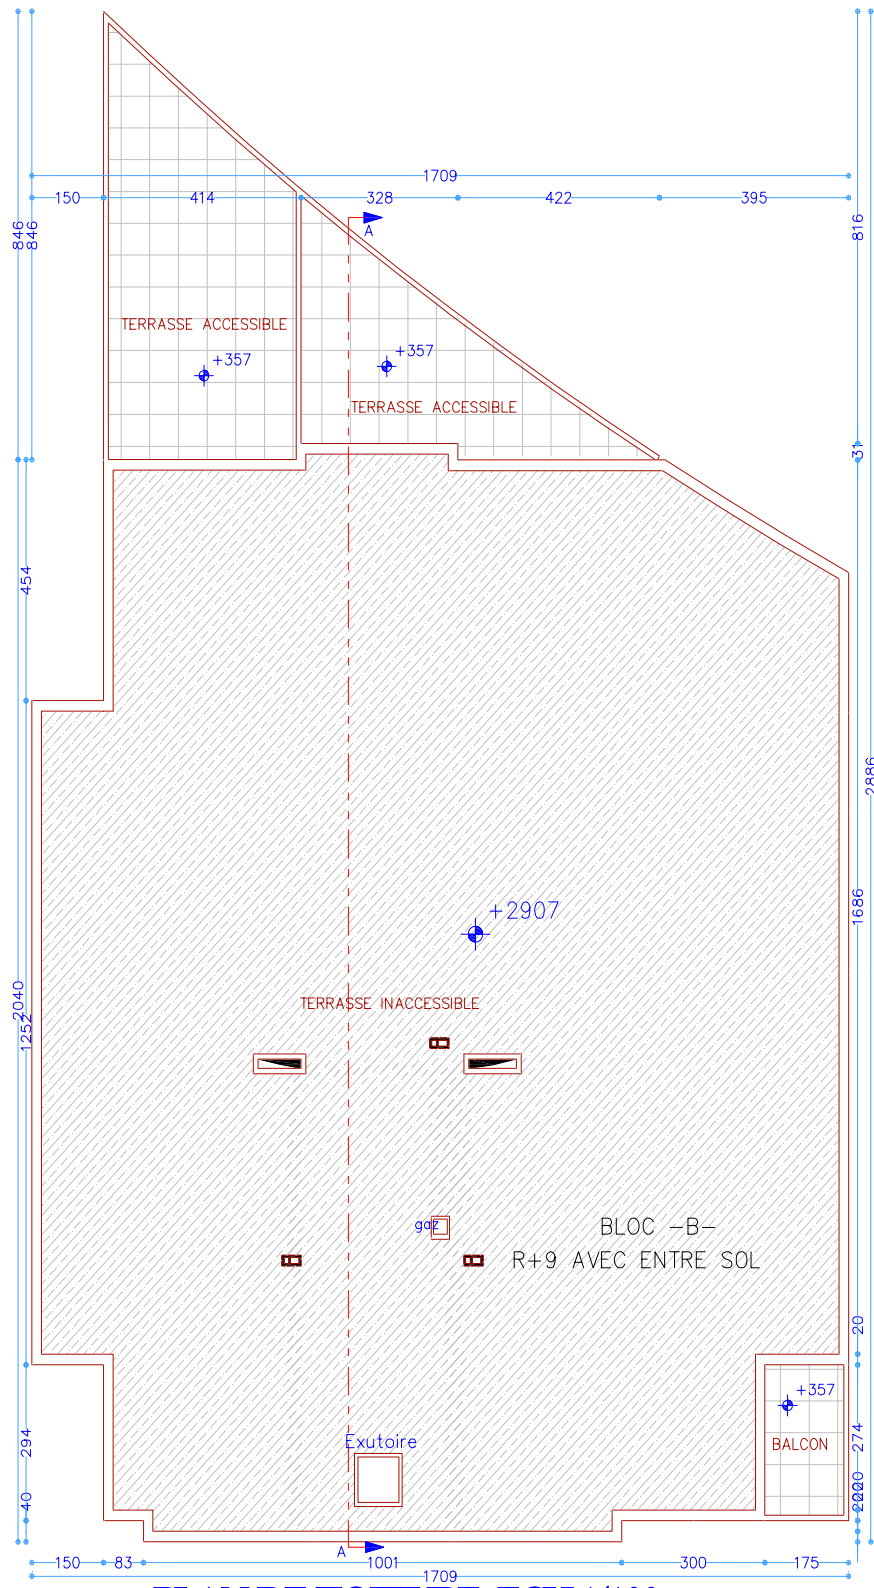 1709
150 414 328 422 395
846
846
816
A
TERRASSE ACCESSIBLE
+357
+357
TERRASSE ACCESSIBLE
31
454
2886
+2907
1686
2040
1252
TERRASSE INACCESSIBLE
gaz
BLOC -B-
R+9 AVEC ENTRE SOL
20
+357
Exutoire
BALCON
294
274
40
A
150 83 1001 300 175
1709